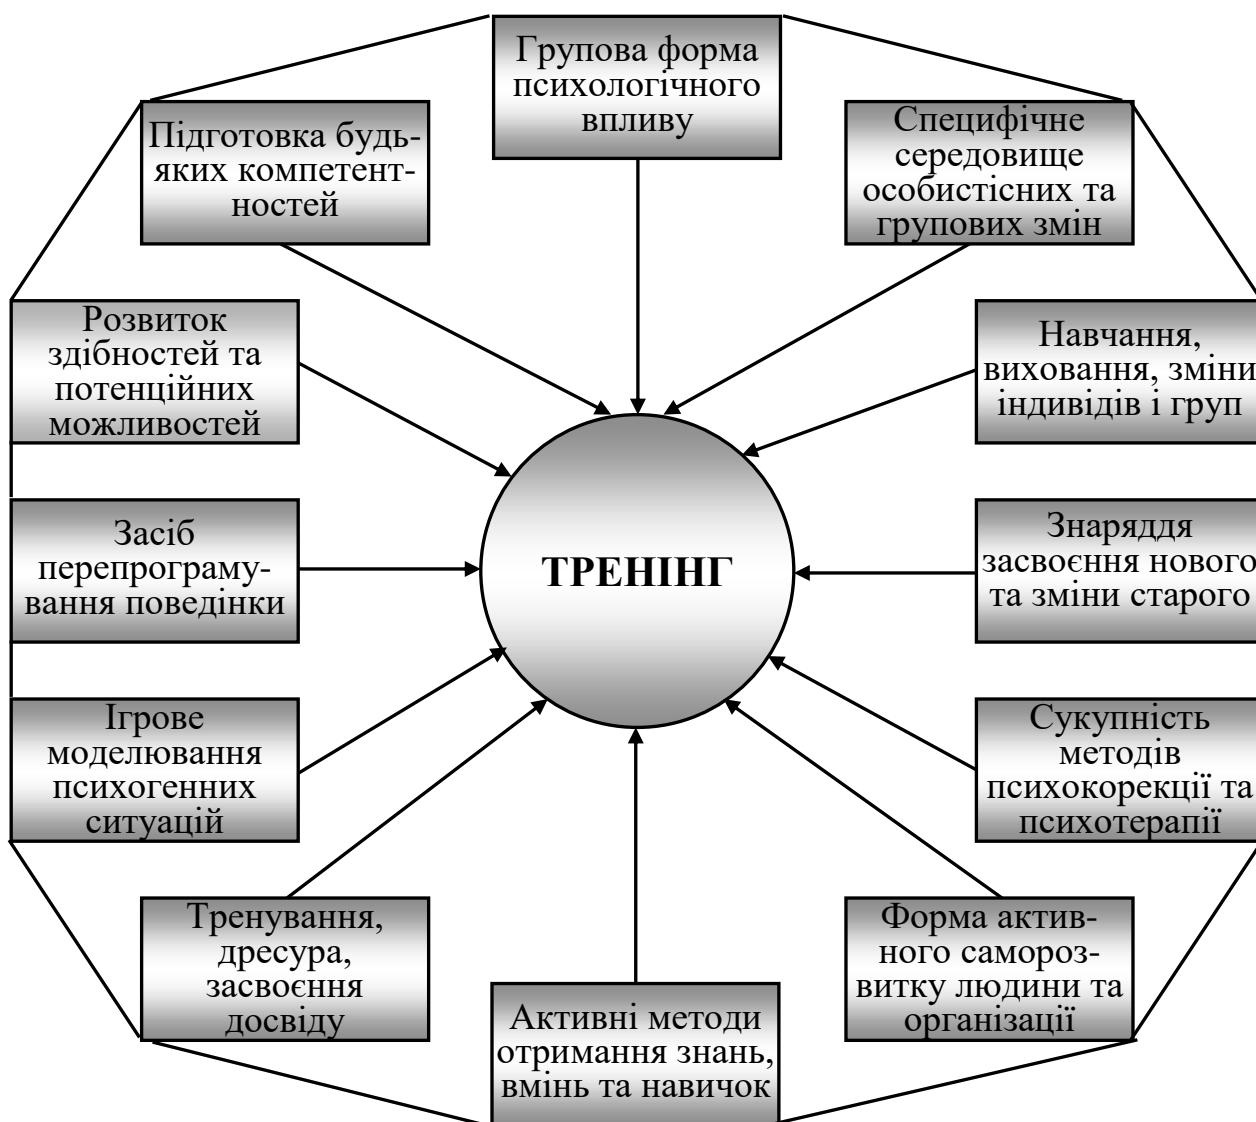 Групова форма
психологічного
впливу
Підготовка будь-
яких компетент-
ностей
Специфічне
середовище
особистісних та
групових змін
Розвиток
здібностей та
потенційних
можливостей
Навчання,
виховання, зміни
індивідів і груп
Засіб
перепрограму-
вання поведінки
ТРЕНІНГ
Знаряддя
засвоєння нового
та зміни старого
Ігрове
моделювання
психогенних
ситуацій
Сукупність
методів
психокорекції та
психотерапії
Тренування,
дресура,
засвоєння
досвіду
Форма актив-
ного саморoз-
витку людини та
організації
Активні методи
отримання знань,
вмінь та навичок